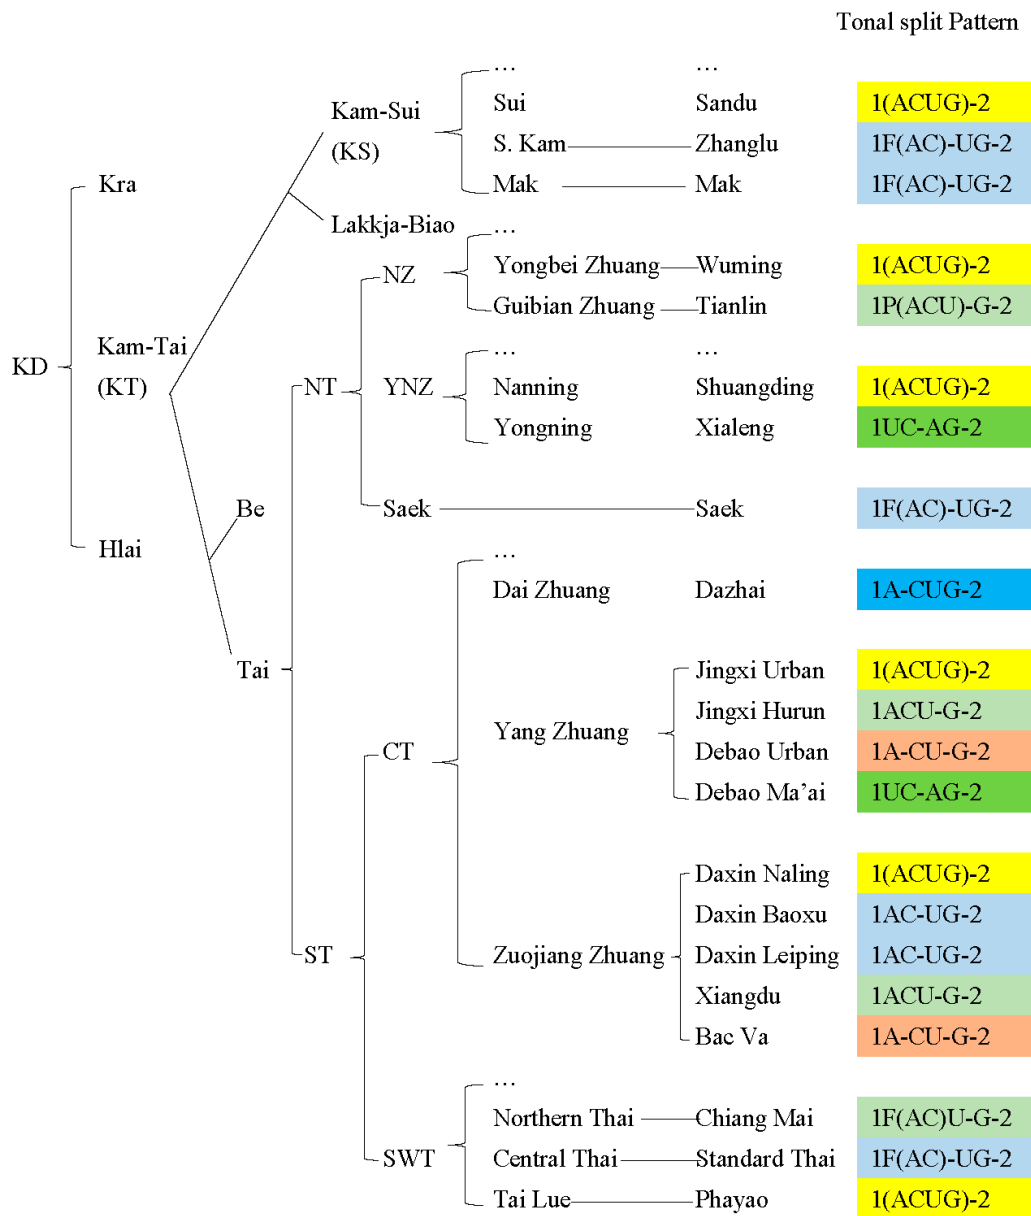 Tonal split Pattern
… …
Sui Sandu 1(ACUG)-2
Kam-Sui
(KS)
S. Kam Zhanglu 1F(AC)-UG-2
Mak Mak 1F(AC)-UG-2
Kra
Lakkja-Biao
…
NZ
Yongbei Zhuang Wuming 1(ACUG)-2
Guibian Zhuang Tianlin 1P(ACU)-G-2
Kam-Tai
(KT)
KD
… …
NT YNZ Nanning Shuangding 1(ACUG)-2
Yongning Xialeng 1UC-AG-2
Be Saek Saek 1F(AC)-UG-2
Hlai
…
Dai Zhuang Dazhai 1A-CUG-2
Tai
Jingxi Urban 1(ACUG)-2
Jingxi Hurun 1ACU-G-2
Yang Zhuang
CT
Debao Urban 1A-CU-G-2
Debao Ma’ai 1UC-AG-2
Daxin Naling 1(ACUG)-2
Daxin Baoxu 1AC-UG-2
ST Zuojiang Zhuang Daxin Leiping 1AC-UG-2
Xiangdu 1ACU-G-2
Bac Va 1A-CU-G-2
…
Northern Thai Chiang Mai 1F(AC)U-G-2
SWT Central Thai Standard Thai 1F(AC)-UG-2
Tai Lue Phayao 1(ACUG)-2